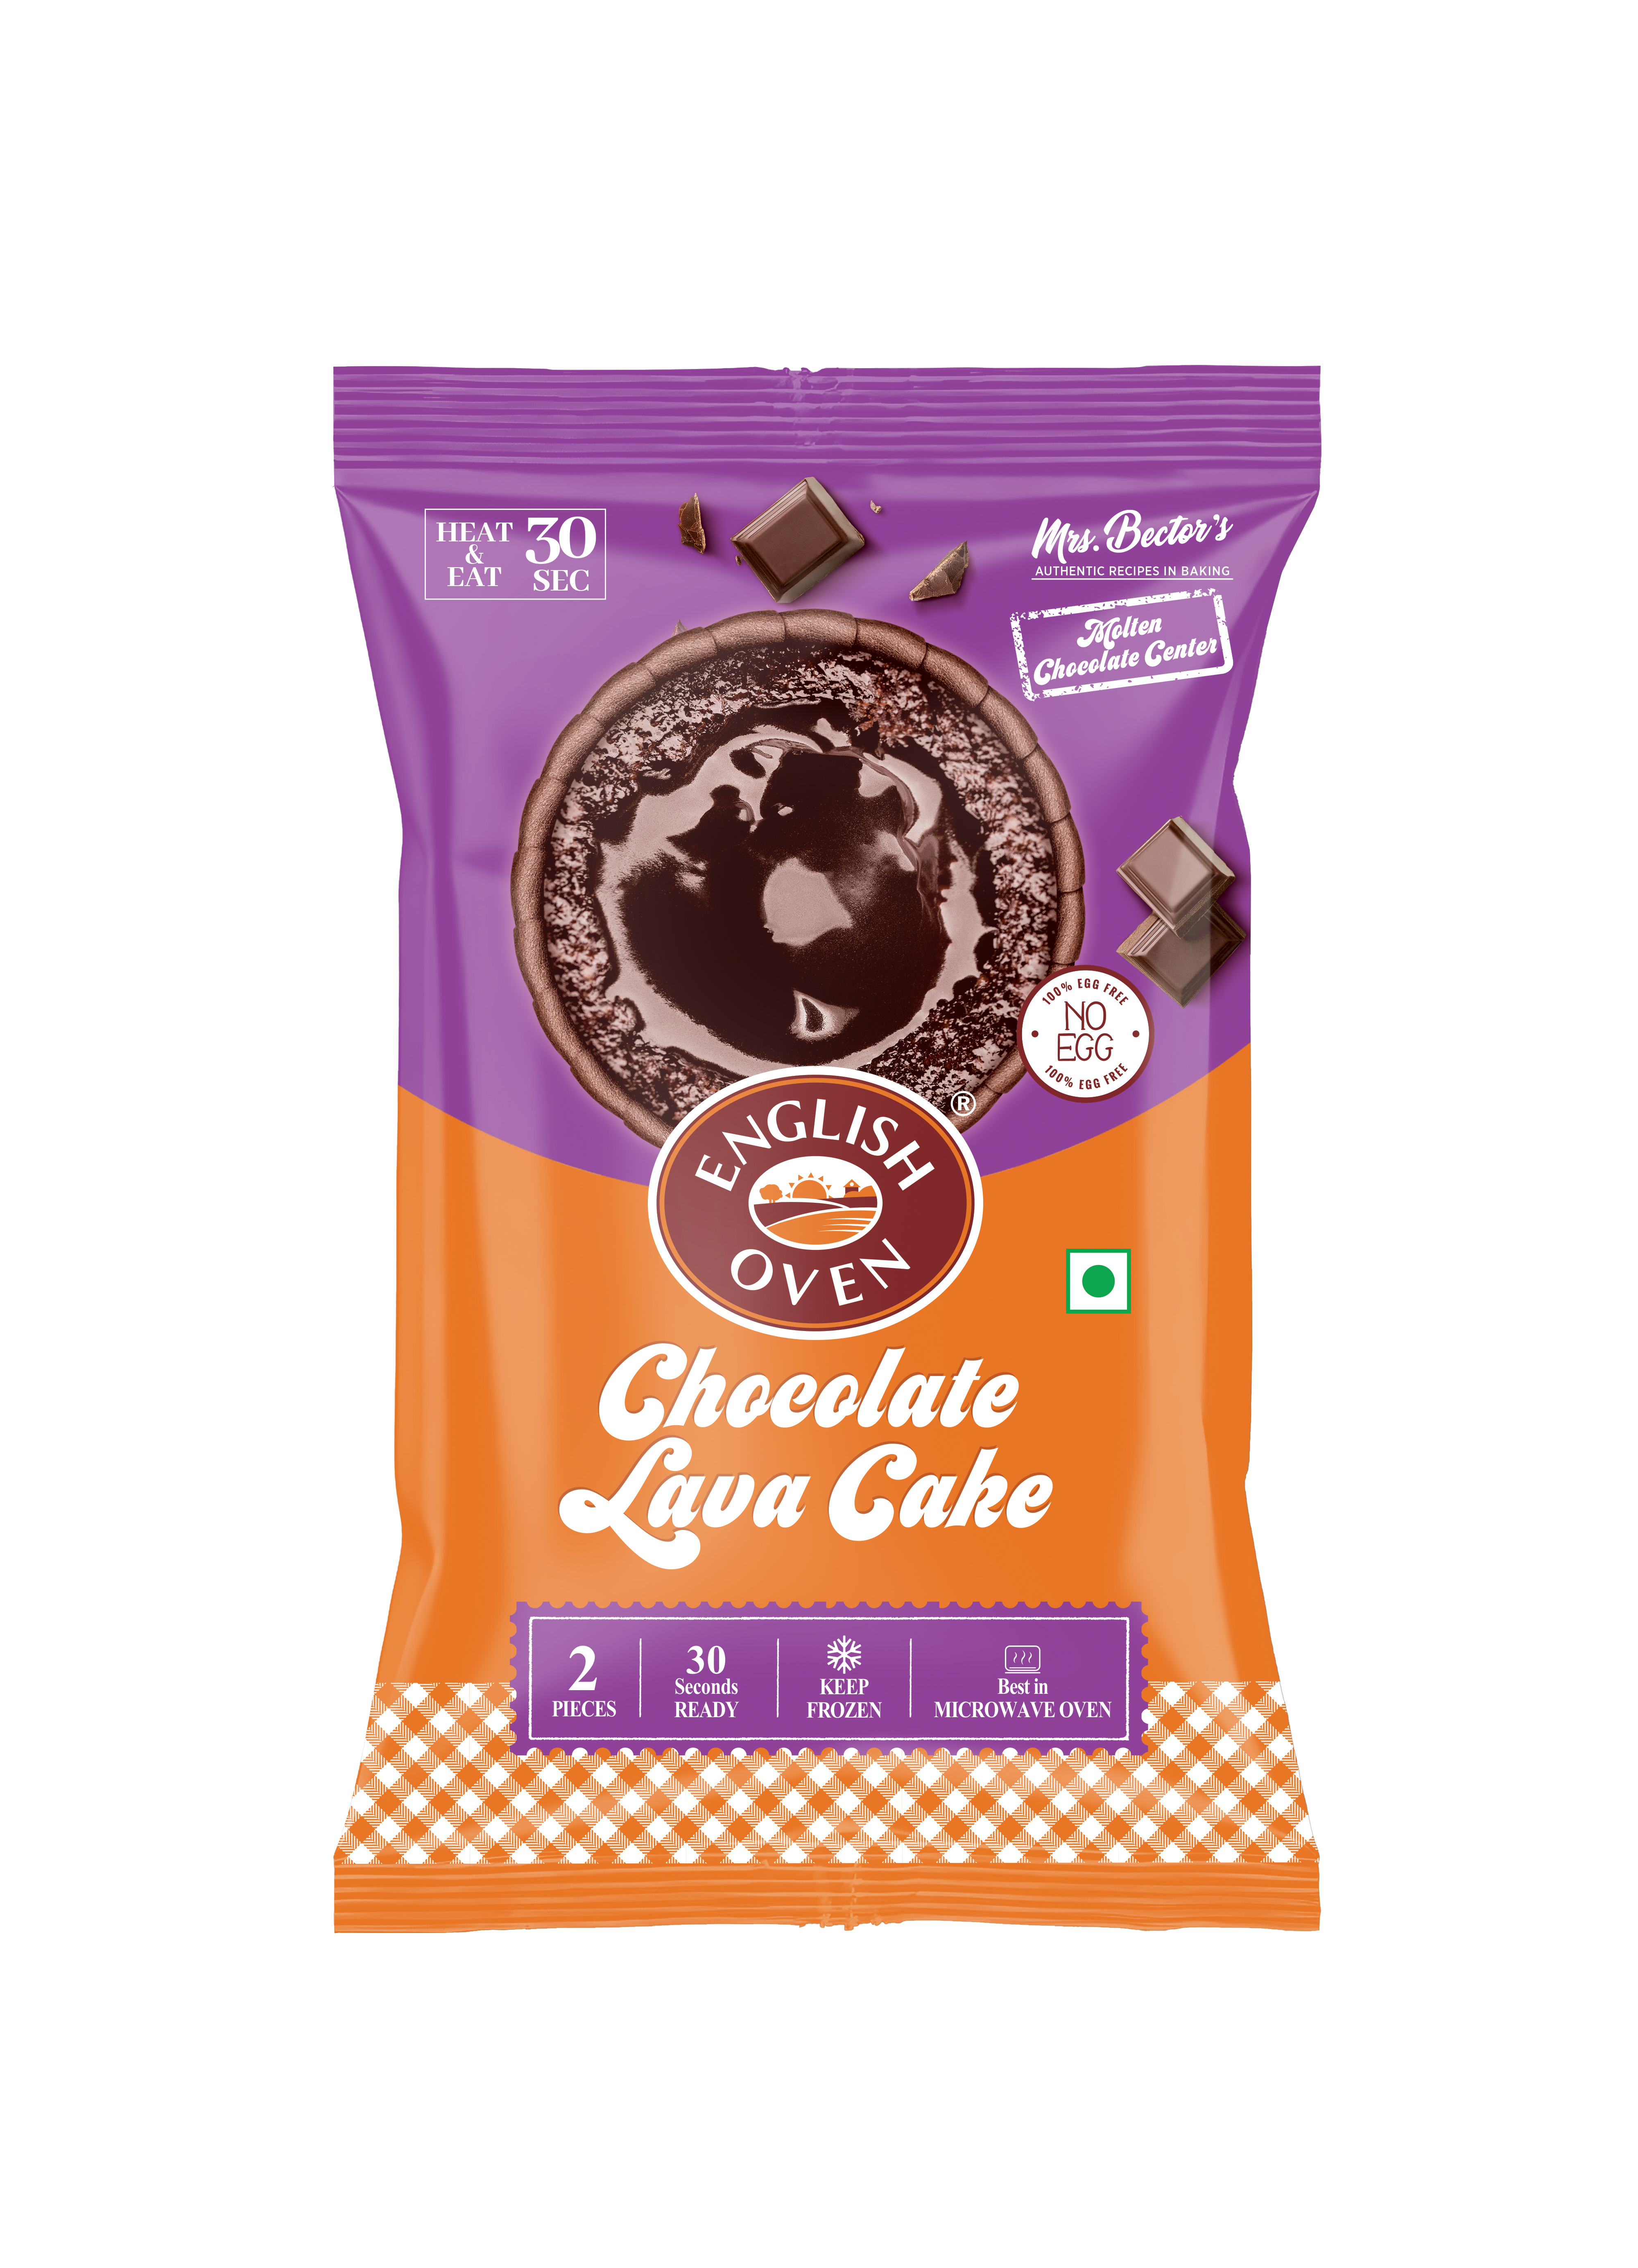 HEAT
&
EAT
30
SEC
Mrs. Bector's
AUTHENTIC RECIPES IN BAKING
Molten
Chocolate Center
100% EGG FREE
NO
EGG
100% EGG FREE
ENGLISH
OVEN
®
Chocolate
Lava Cake
2
PIECES
30
Seconds
READY
KEEP
FROZEN
Best in
MICROWAVE OVEN